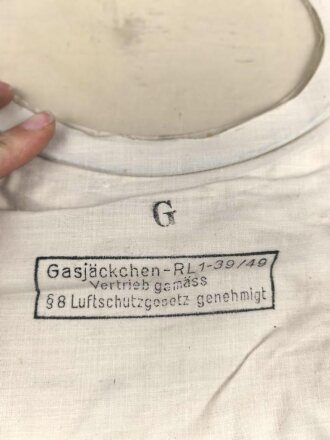 G
Gasjäckchen-RL1-39/49
Vertrieb gemäss
§8 Luftschutzgesetz genehmigt